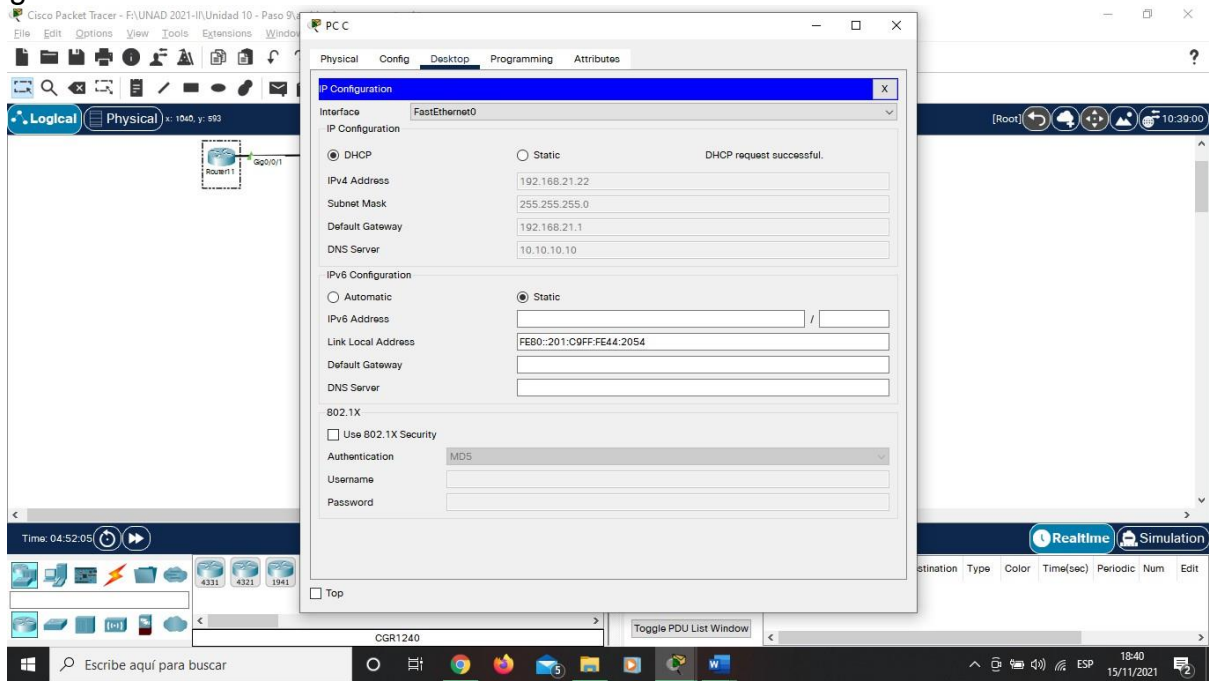 Cisco Packet Tracer - F:\UNAD 2021-II\Unidad 10 - Paso 9\a
PC C
File Edit Options View Tools Extensions Window
Physical Config Desktop Programming Attributes
?
IP Configuration X
Interface FastEthernet0
Logical Physical x: 1040, y: 593
[Root] 10:39:00
IP Configuration
DHCP Static DHCP request successful.
Router11 Gig0/0/1
IPv4 Address 192.168.21.22
Subnet Mask 255.255.255.0
Default Gateway 192.168.21.1
DNS Server 10.10.10.10
IPv6 Configuration
Automatic Static
IPv6 Address /
Link Local Address FE80::201:C9FF:FE44:2054
Default Gateway
DNS Server
802.1X
Use 802.1X Security
Authentication MD5
Username
Password
Time: 04:52:05
Realtime Simulation
4331 4321 1941
stination Type Color Time(sec) Periodic Num Edit
Top
Toggle PDU List Window
CGR1240
Escribe aquí para buscar
5
W
ESP
18:40
15/11/2021
2